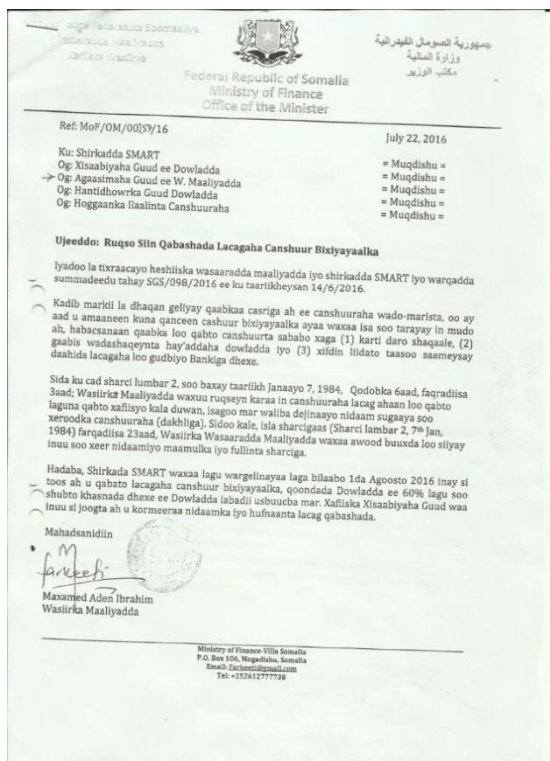 Federaalka Soomaaliya
جمهورية الصومال الفيدرالية
وزارة المالية
مكتب الوزير
Federal Republic of Somalia
Ministry of Finance
Office of the Minister
Ref: MoF/OM/00157/16
July 22, 2016
Ku: Shirkadda SMART = Muqdishu =
Og: Xisaabiyaha Guud ee Dowladda = Muqdishu =
Og: Agaasimaha Guud ee W. Maaliyadda = Muqdishu =
Og: Hantidhowrka Guud Dowladda = Muqdishu =
Og: Hoggaanka Ilaalinta Canshuuraha = Muqdishu =
Ujeeddo: Ruqso Siin Qabashada Lacagaha Canshuur Bixiyayaalka
Iyadoo la tixraacayo heshiiska wasaaradda maaliyadda iyo shirkadda SMART iyo warqadda
summadeedu tahay SGS/098/2016 ee ku taariikheysan 14/6/2016.
Kadib markii la dhaqan geliyay qaabkaa casriga ah ee canshuuraha wado-marista, oo ay
aad u amaaneen kuna qanceen cashuur bixiyayaalka ayaa waxaa isa soo tarayay in mudo
ah, habacsanaan qaabka loo qabto canshuurta sababo xaga (1) karti daro shaqaale, (2)
gaabis wadashaqeynta hay'addaha dowladda iyo (3) xifdin liidato taasoo saameysay
daahida lacagaha loo gudbiyo Bankiga dhexe.
Sida ku cad sharci lumbar 2, soo baxay taariikh Janaayo 7, 1984, Qodobka 6aad, faqradiisa
3aad; Wasiirka Maaliyadda waxuu ruqseyn karaa in canshuuraha lacag ahaan loo qabto
laguna qabto xafiisyo kala duwan, isagoo mar waliba dejinaayo nidaam sugaaya soo
xeroodka canshuuraha (dakhliga). Sidoo kale, isla sharcigaas (Sharci lambar 2, 7th Jan,
1984) farqadiisa 23aad, Wasiirka Wasaaradda Maaliyadda waxaa awood buuxda loo siiyay
inuu soo xeer nidaamiyo maamulka iyo fullinta sharciga.
Hadaba, Shirkada SMART waxaa lagu wargelinayaa laga bilaabo 1da Agoosto 2016 inay si
toos ah u qabato lacagaha canshuur bixiyayaalka, qoondada Dowladda ee 60% lagu soo
shubto khasnada dhexe ee Dowladda labadii usbuucba mar. Xafiiska Xisaabiyaha Guud waa
inuu si joogta ah u kormeeraa nidaamka iyo hufnaanta lacag qabashada.
Mahadsanidiin
Maxamed Aden Ibrahim
Wasiirka Maaliyadda
Ministry of Finance-Villa Somalia
P.O. Box 106, Mogadishu, Somalia
Email: Farkeeti@gmail.com
Tel: +252612777738